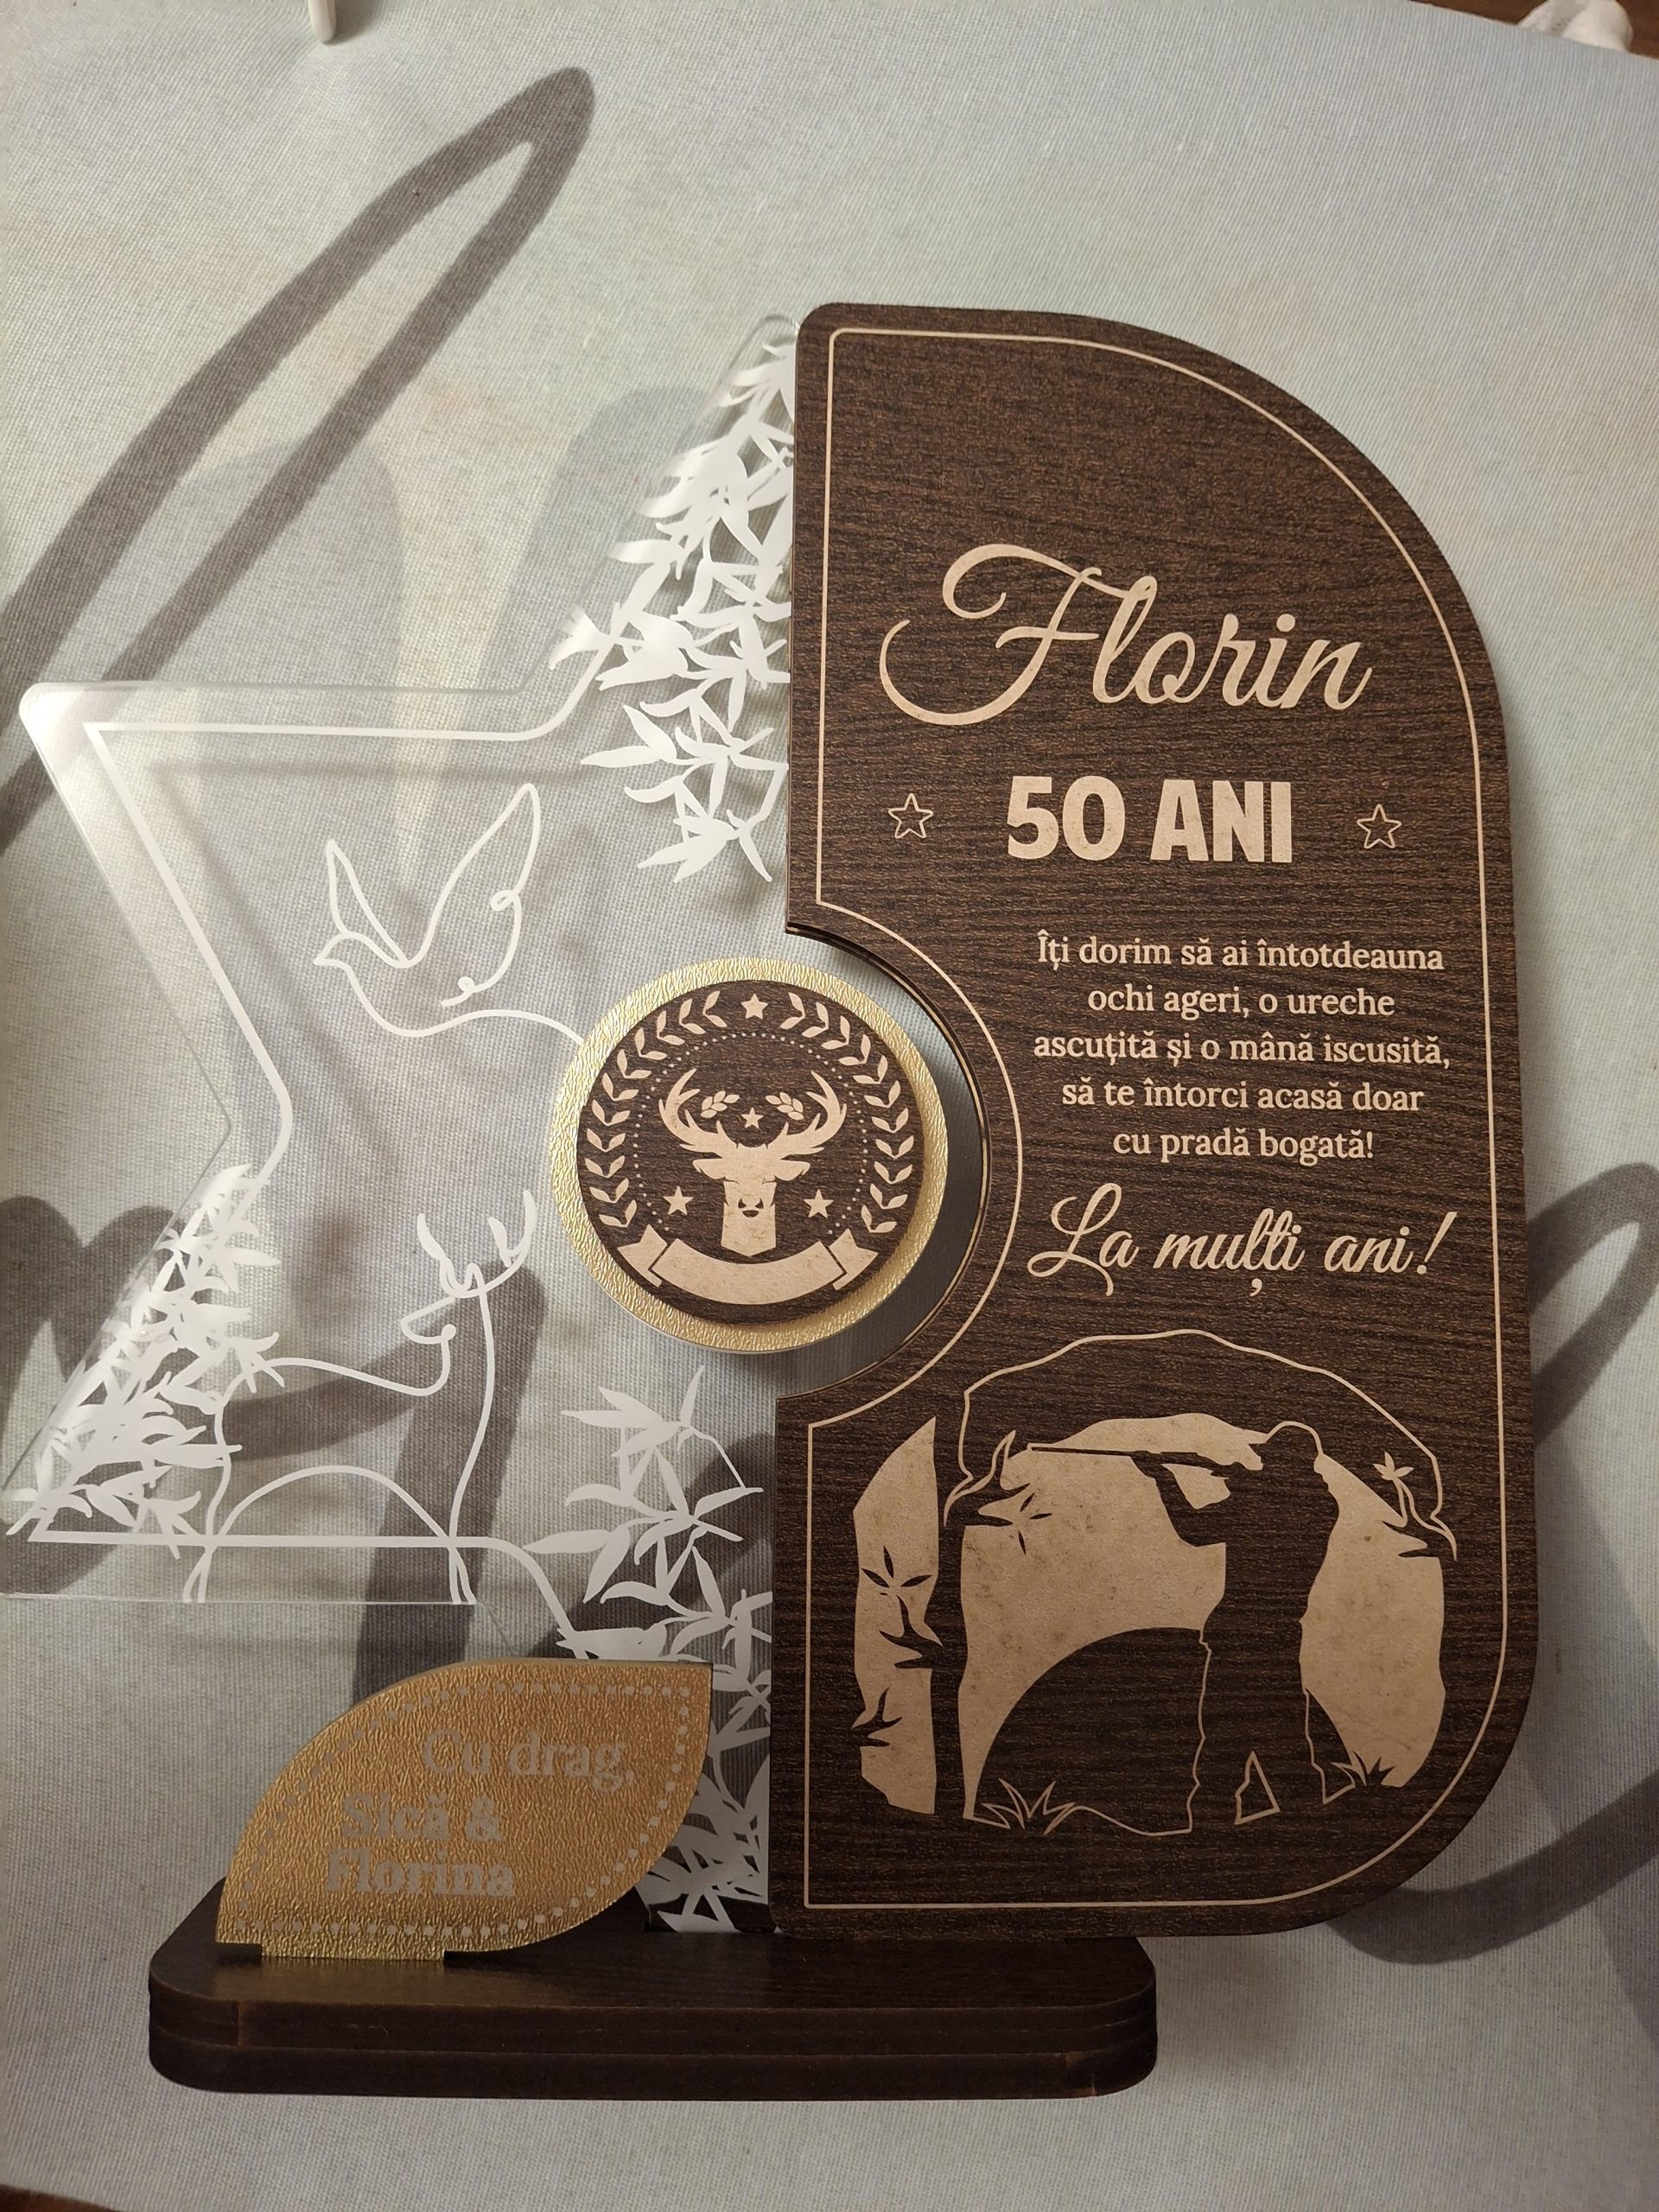 Florin
50 ANI
Îți dorim să ai întotdeauna
ochi ageri, o ureche
ascuțită și o mână iscusită,
să te întorci acasă doar
cu pradă bogată!
La mulți ani!
Cu drag,
Sică &
Florina